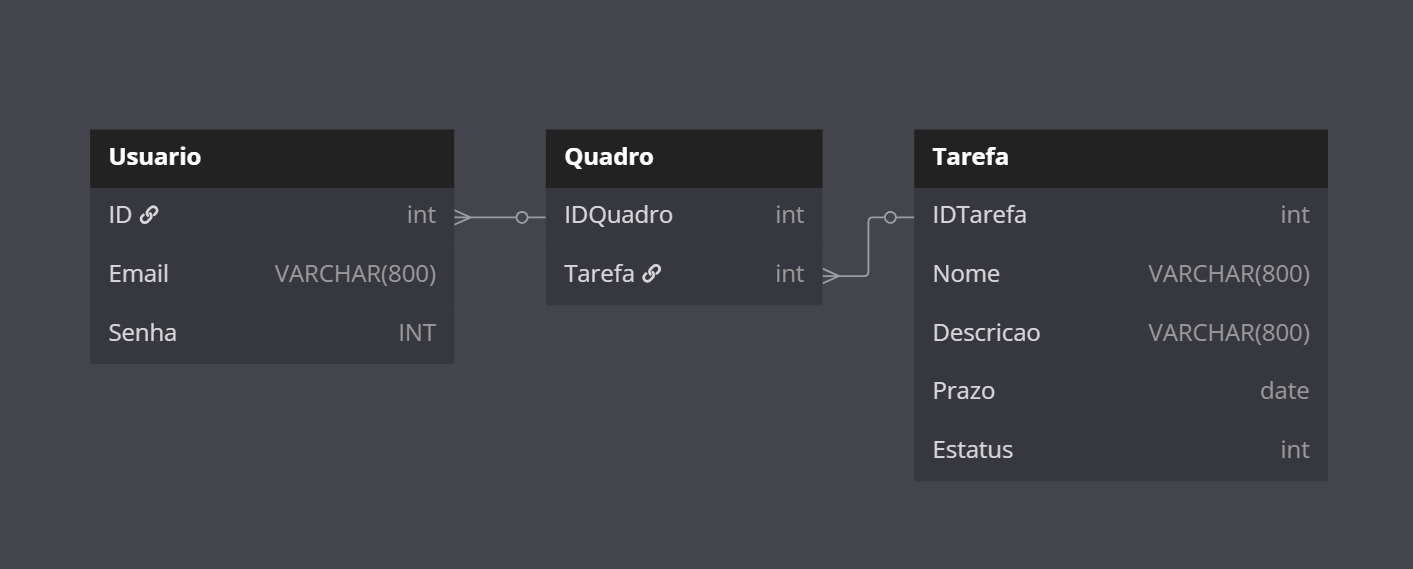 Usuario
ID int
Email VARCHAR(800)
Senha INT
Quadro
IDQuadro int
Tarefa int
Tarefa
IDTarefa int
Nome VARCHAR(800)
Descricao VARCHAR(800)
Prazo date
Estatus int